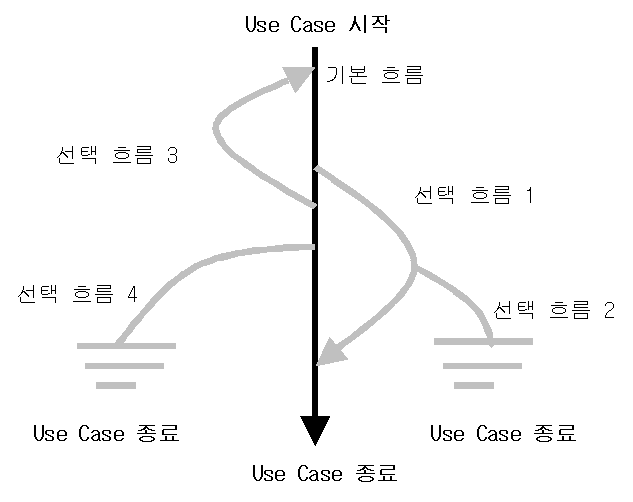 Use Case 시작
기본 흐름
선택 흐름 3
선택 흐름 1
선택 흐름 4
선택 흐름 2
Use Case 종료
Use Case 종료
Use Case 종료